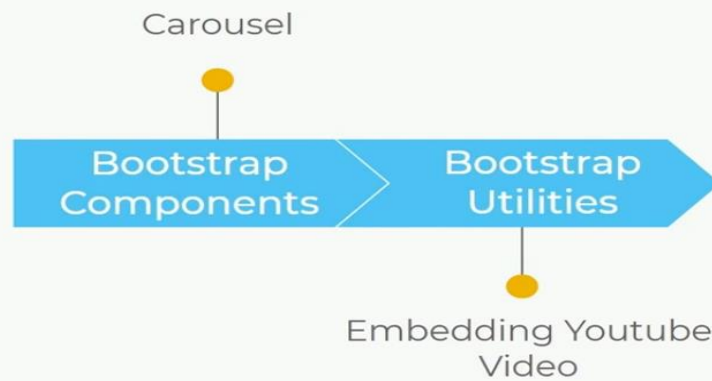 Carousel
Bootstrap
Components
Bootstrap
Utilities
Embedding Youtube
Video